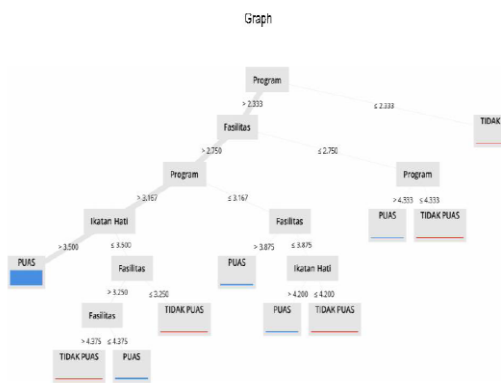 Graph
Program
> 2.333
≤ 2.333
Fasilitas
TIDAK
> 2.750
≤ 2.750
Program
Program
> 3.167
≤ 3.167
> 4.333
≤ 4.333
Ikatan Hati
Fasilitas
PUAS
TIDAK PUAS
> 3.500
≤ 3.500
> 3.875
≤ 3.875
PUAS
Fasilitas
PUAS
Ikatan Hati
> 3.250
≤ 3.250
> 4.200
≤ 4.200
Fasilitas
TIDAK PUAS
PUAS
TIDAK PUAS
> 4.375
≤ 4.375
TIDAK PUAS
PUAS